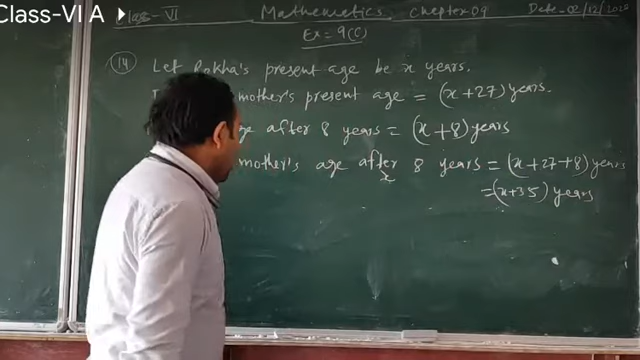 Class-VI A
Class-VI Mathematics Chapter-09 Date-02/12/2020
Ex = 9(C)
(14) Let Rakha's present age be x years.
mother's present age = (x+27) years.
age after 8 years = (x+8) years
mother's age after 8 years = (x+27+8) years
x
=(x+35) years